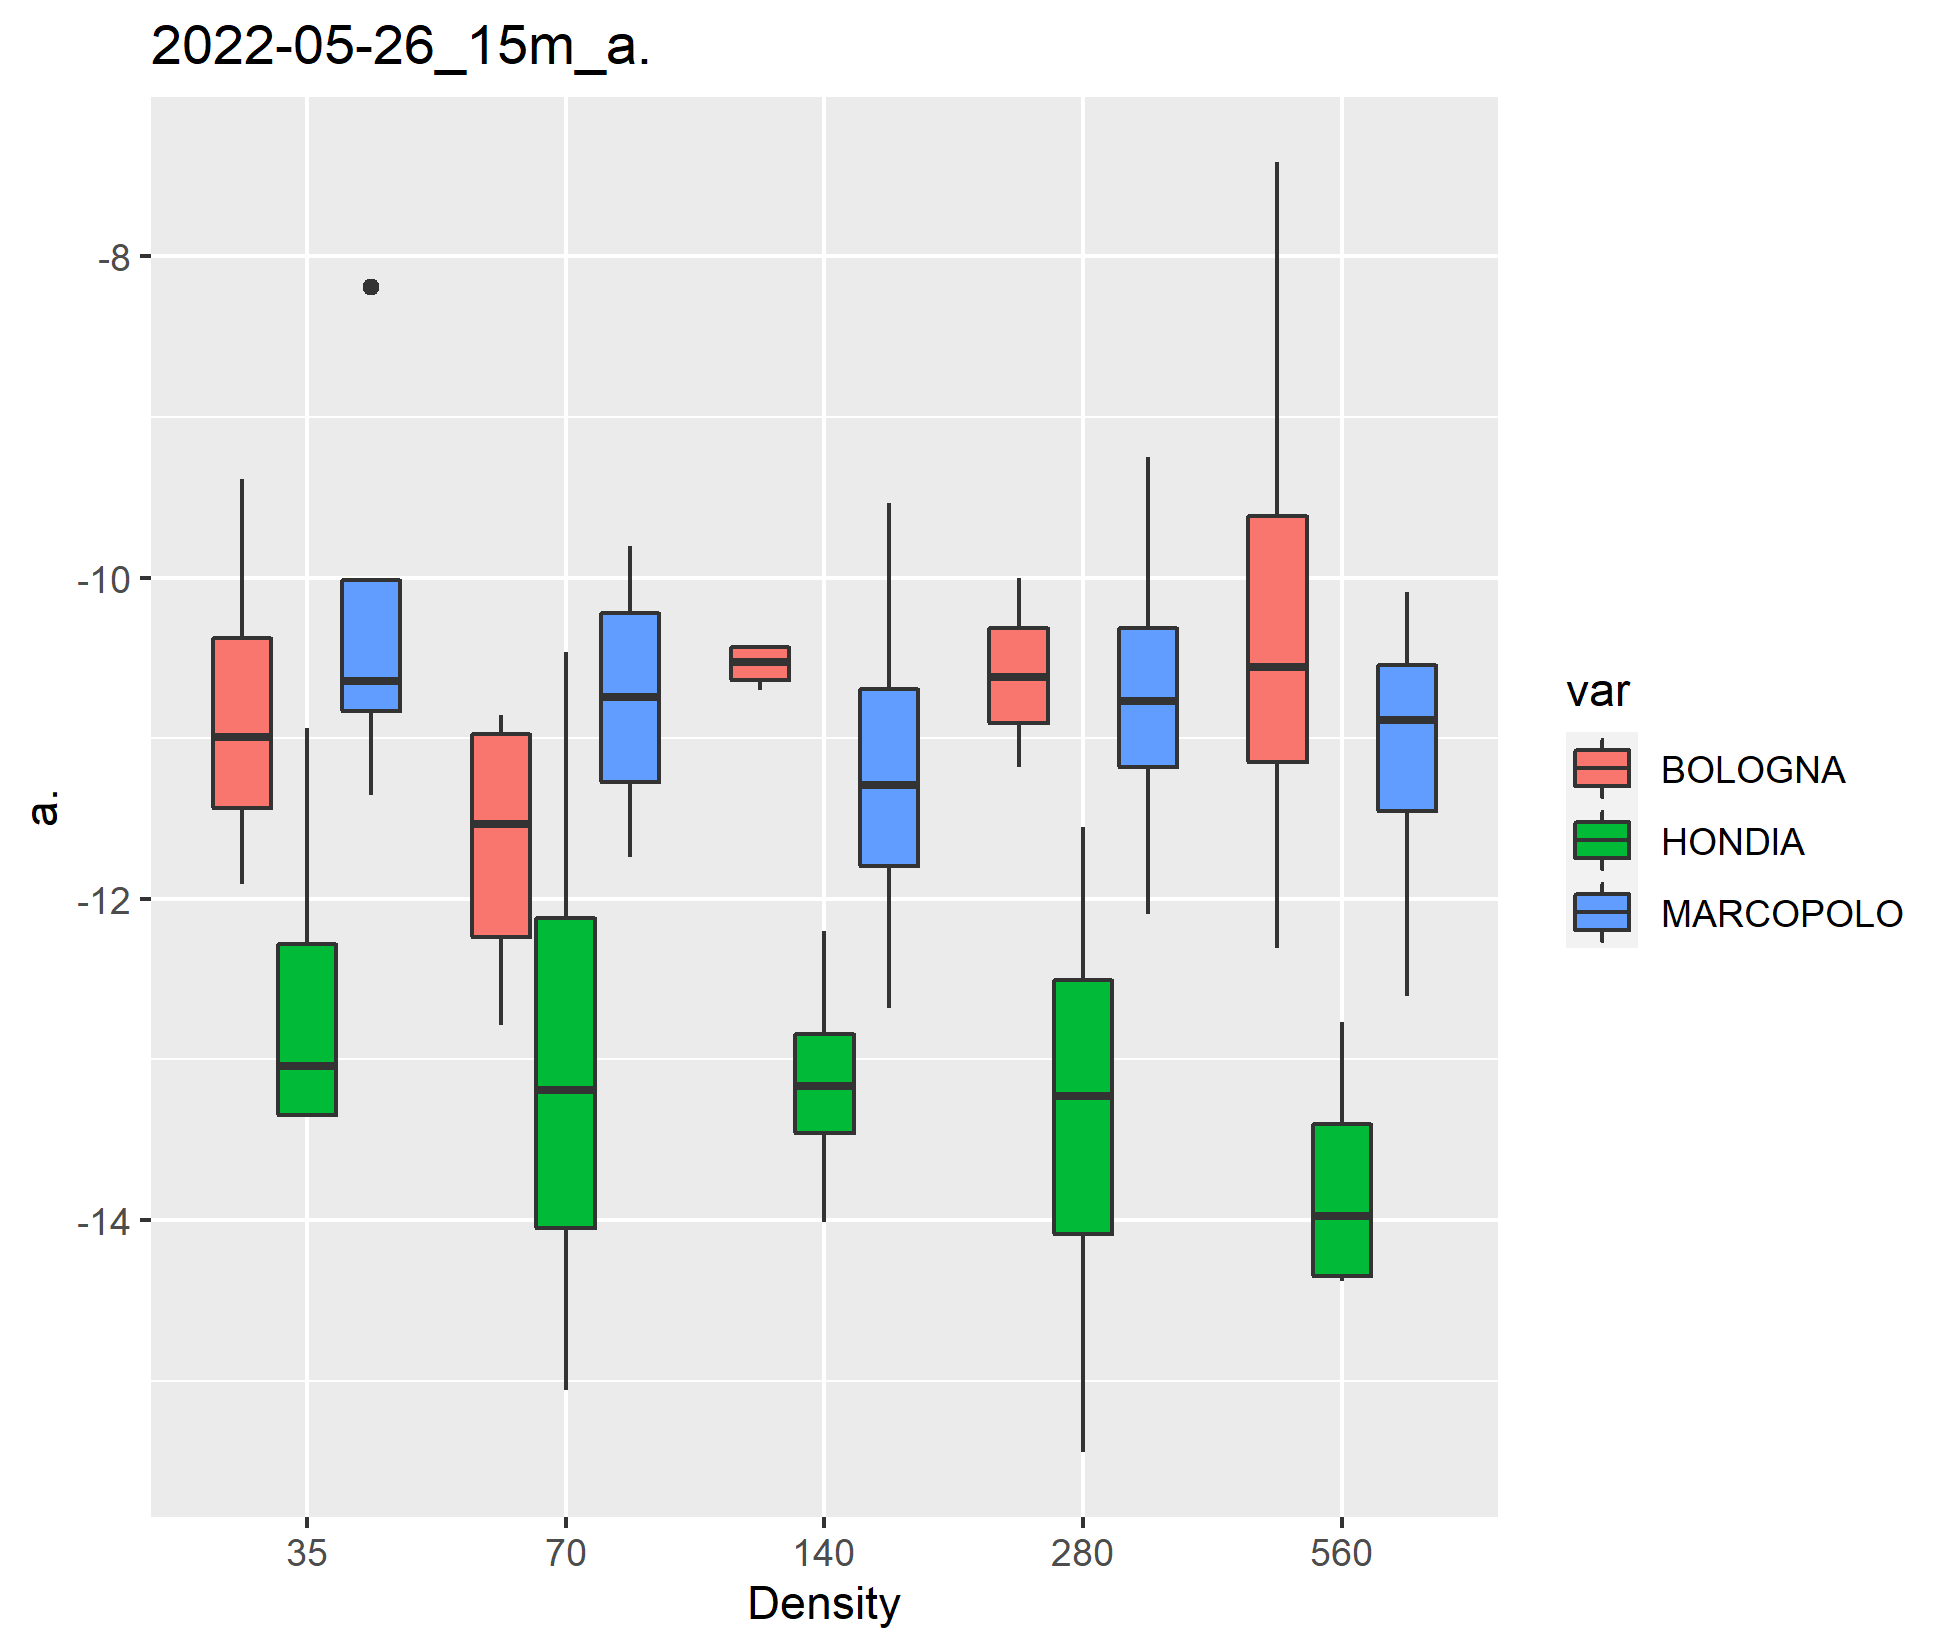 2022-05-26_15m_a.
-8
-10
-12
-14
a.
35 70 140 280 560
Density
var
BOLOGNA
HONDIA
MARCOPOLO